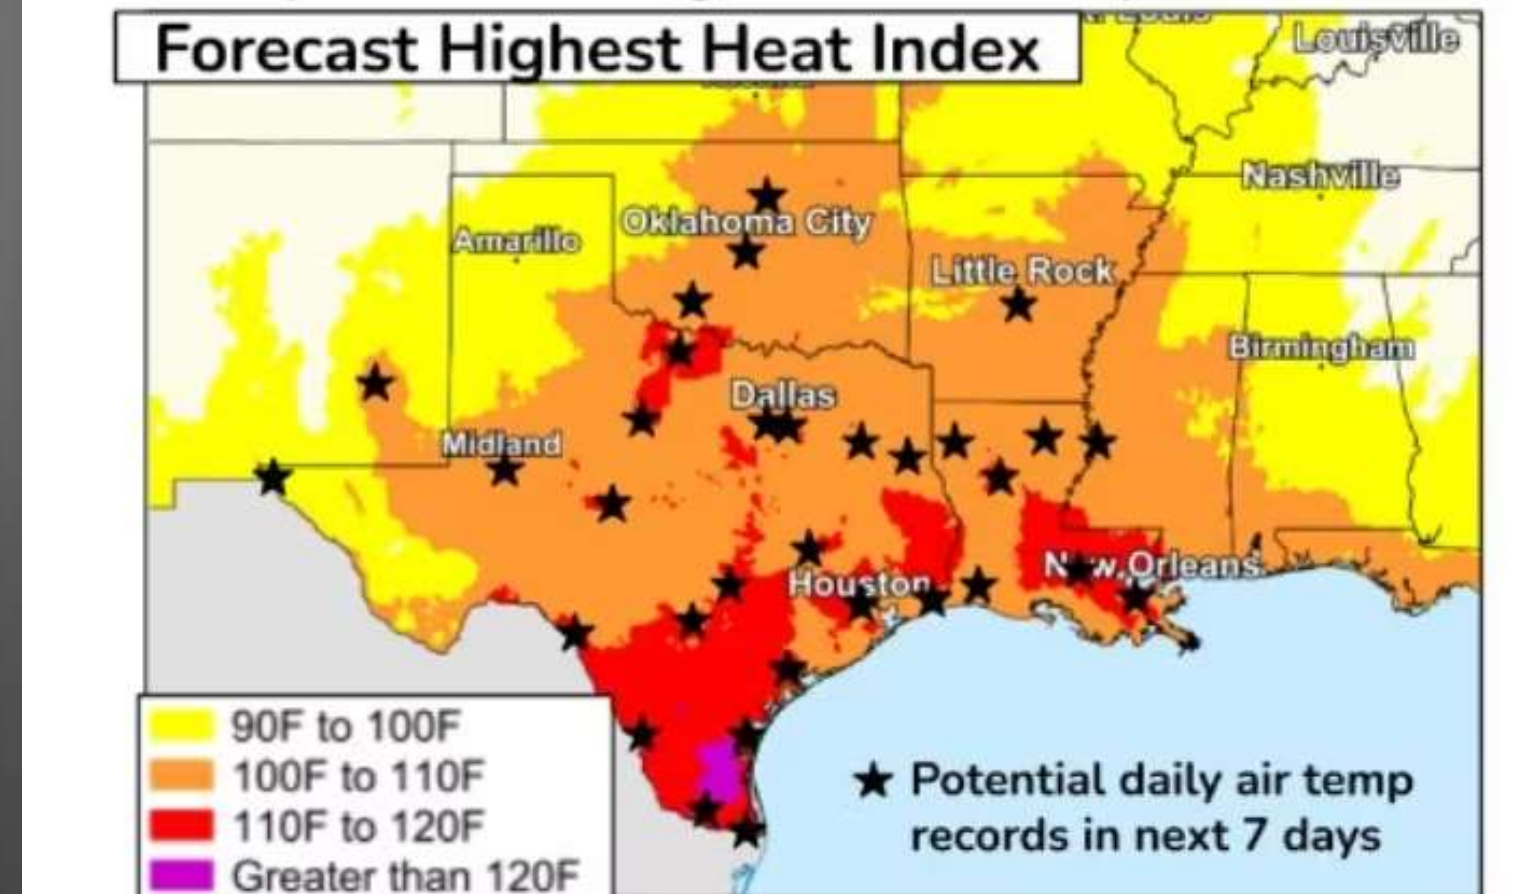 Forecast Highest Heat Index
Louisville
Nashville
Oklahoma City
Amarillo
Little Rock
Birmingham
Dallas
Midland
New Orleans
Houston
90F to 100F
100F to 110F
110F to 120F
Greater than 120F
Potential daily air temp
records in next 7 days